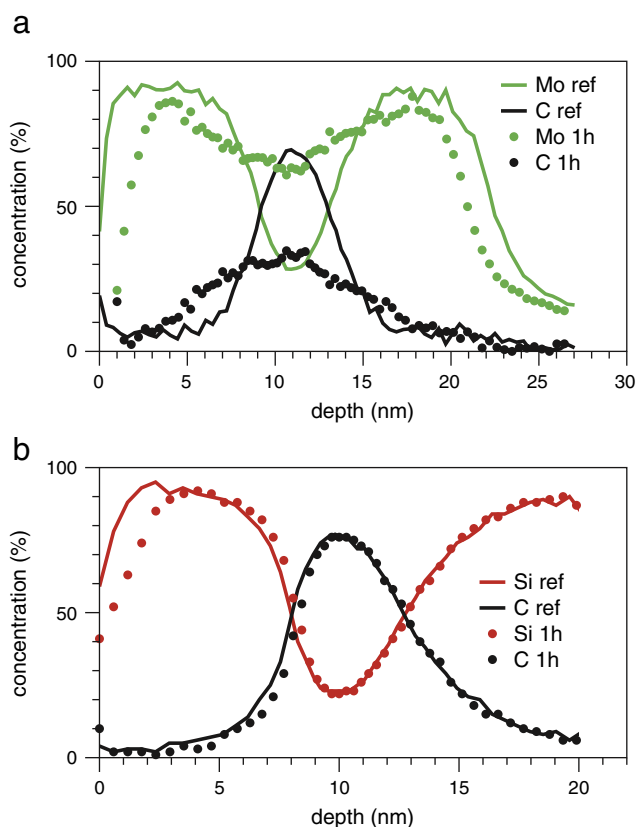 a
100
50
0
concentration (%)
Mo ref
C ref
Mo 1h
C 1h
0 5 10 15 20 25 30
depth (nm)
b
100
50
0
concentration (%)
Si ref
C ref
Si 1h
C 1h
0 5 10 15 20
depth (nm)